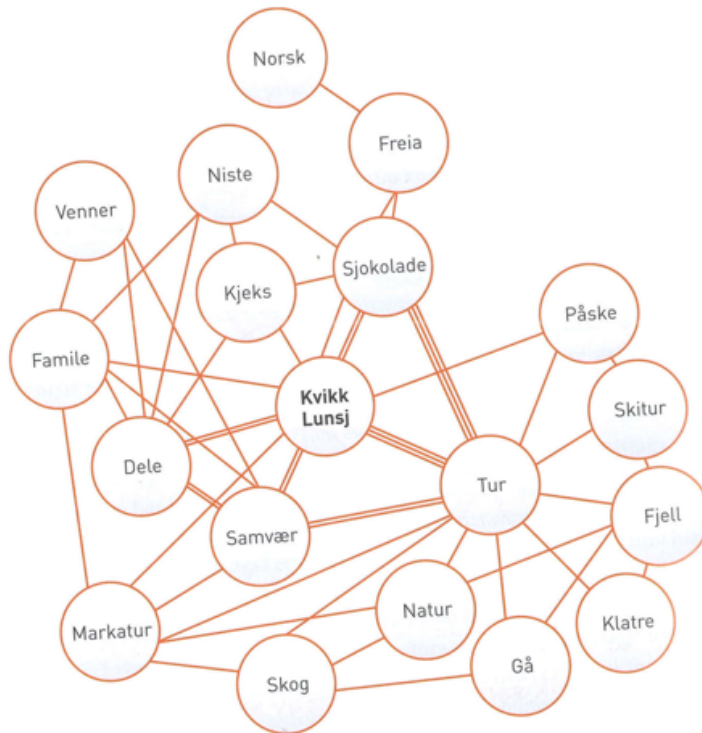 Norsk
Freia
Niste
Venner
Sjokolade
Kjeks
Påske
Famile
Kvikk
Lunsj
Skitur
Dele
Tur
Fjell
Samvær
Natur
Klatre
Markatur
Gå
Skog